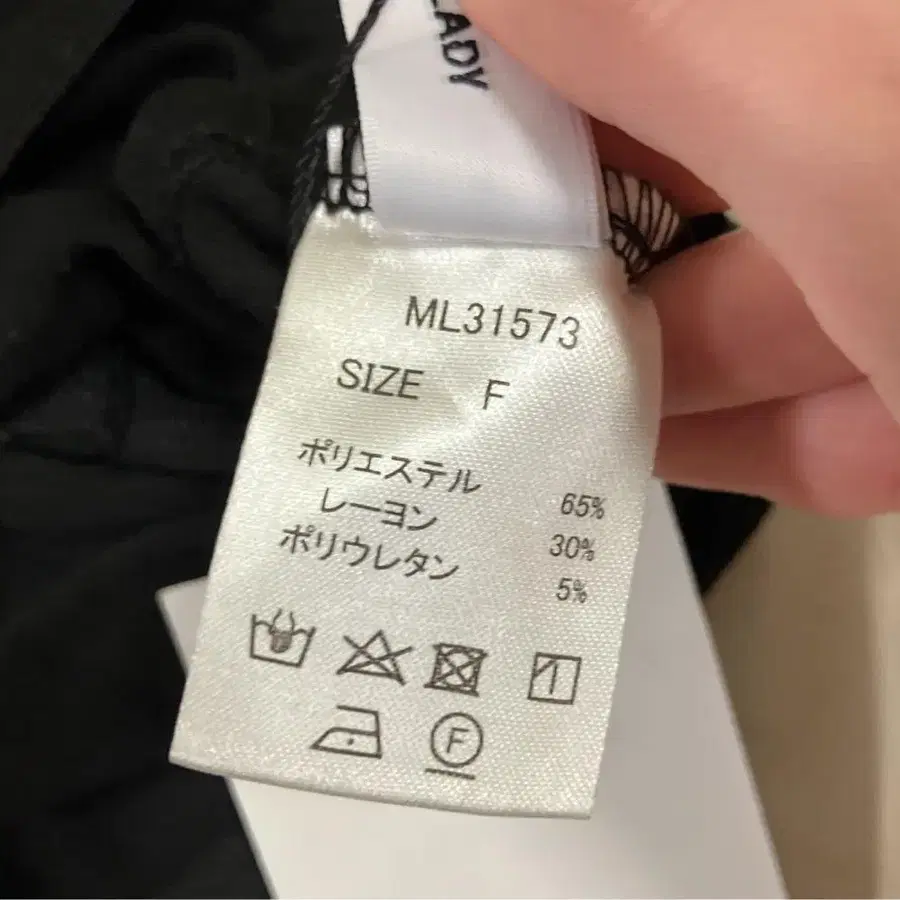 LADY
ML31573
SIZE F
ポリエステル 65%
レーヨン 30%
ポリウレタン 5%
F